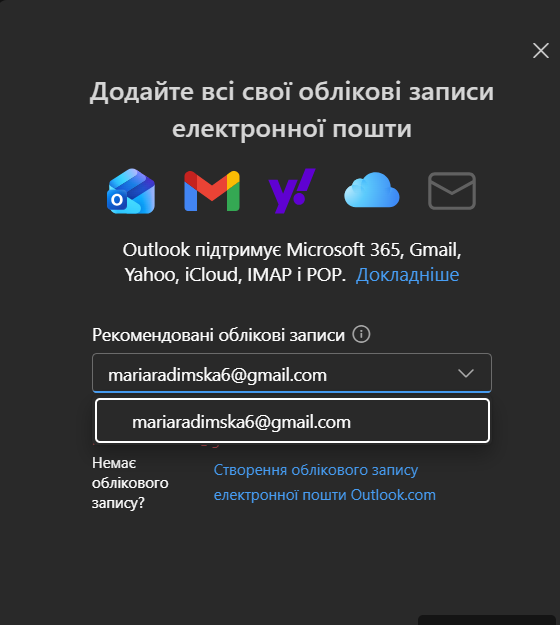 Додайте всі свої облікові записи
електронної пошти
Outlook підтримує Microsoft 365, Gmail,
Yahoo, iCloud, IMAP і POP. Докладніше
Рекомендовані облікові записи
mariaradimska6@gmail.com
mariaradimska6@gmail.com
Немає
облікового
запису?
Створення облікового запису
електронної пошти Outlook.com